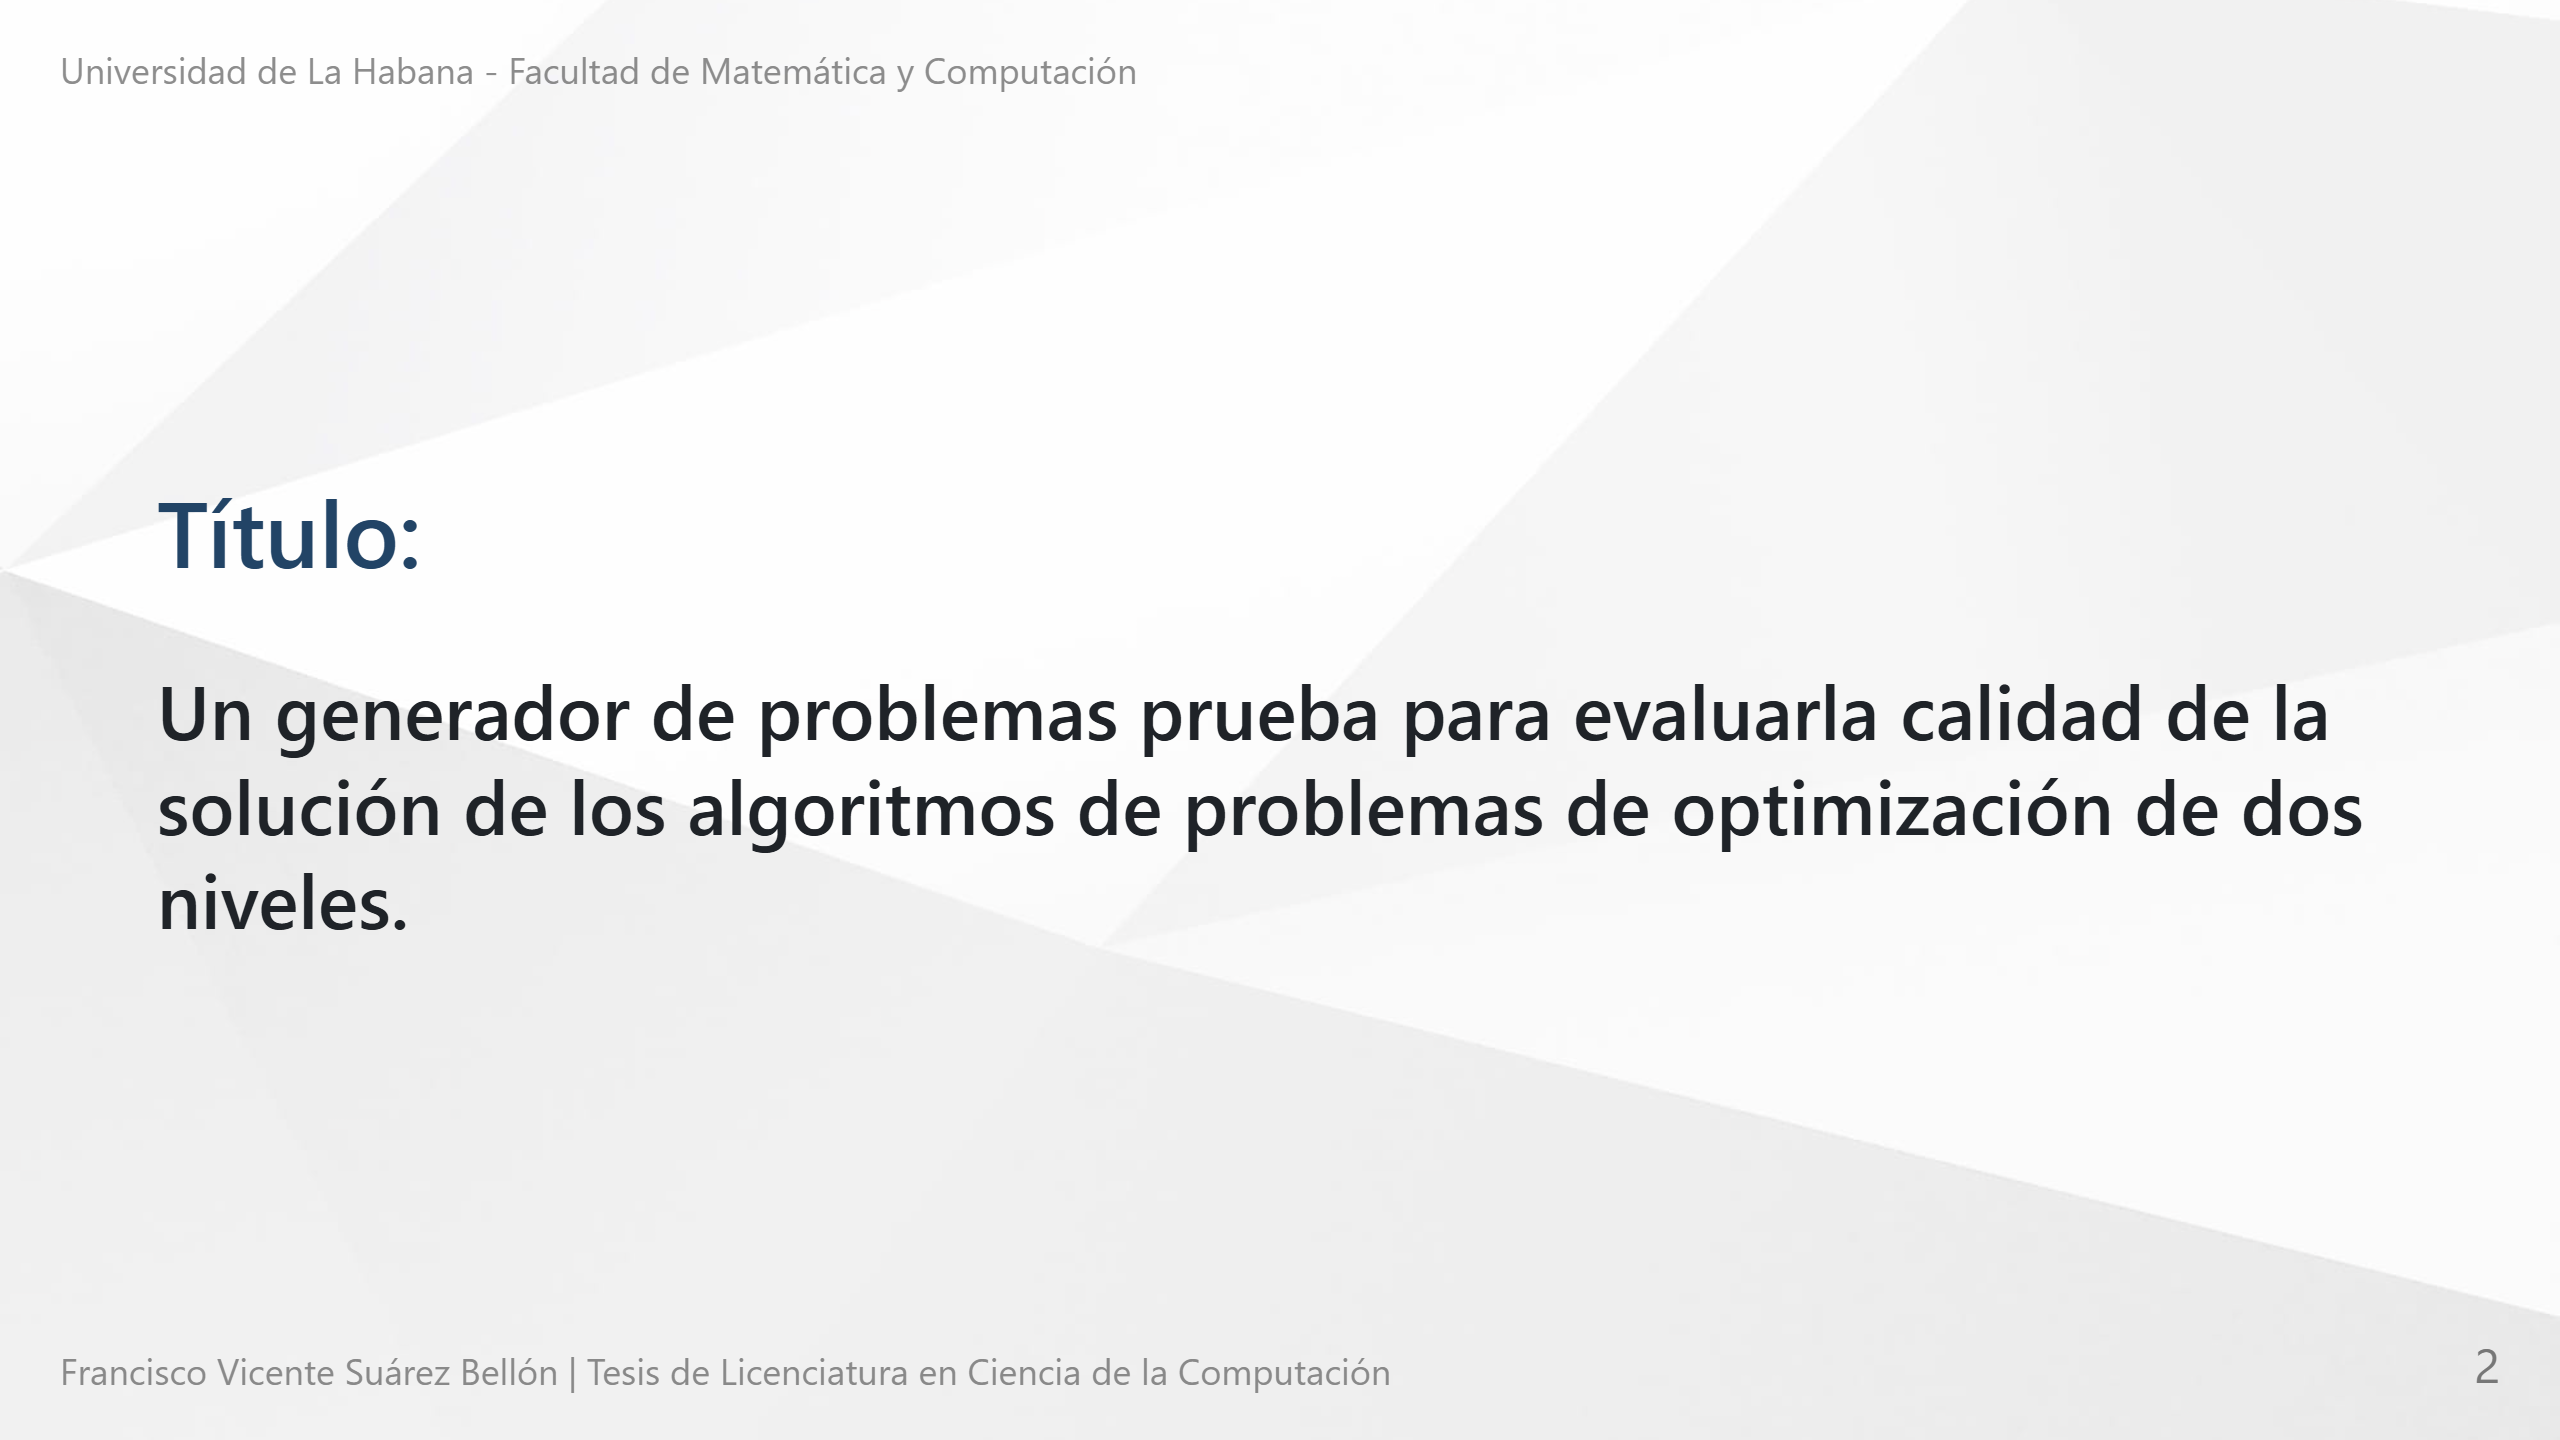 Universidad de La Habana - Facultad de Matemática y Computación
Título:
Un generador de problemas prueba para evaluarla calidad de la
solución de los algoritmos de problemas de optimización de dos
niveles.
Francisco Vicente Suárez Bellón | Tesis de Licenciatura en Ciencia de la Computación
2